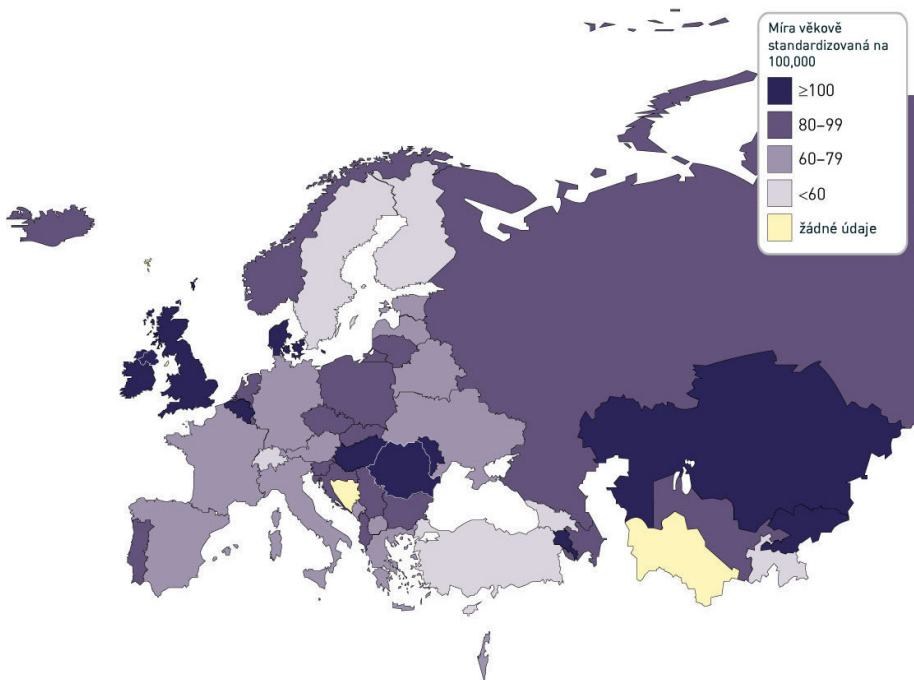 Míra věkově
standardizovaná na
100,000
≥100
80–99
60–79
<60
žádné údaje